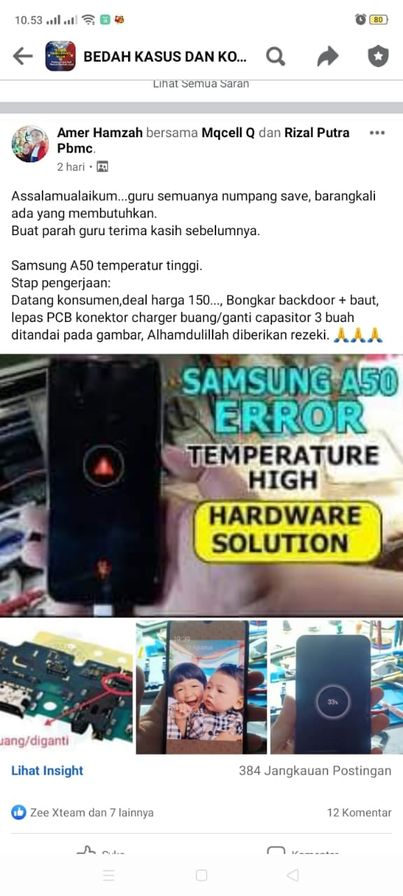 10.53
80
BEDAH KASUS DAN KO...
Lihat Semua Saran
Amer Hamzah bersama Mqcell Q dan Rizal Putra
Pbmc.
2 hari
Assalamualaikum...guru semuanya numpang save, barangkali
ada yang membutuhkan.
Buat parah guru terima kasih sebelumnya.
Samsung A50 temperatur tinggi.
Stap pengerjaan:
Datang konsumen,deal harga 150..., Bongkar backdoor + baut,
lepas PCB konektor charger buang/ganti capasitor 3 buah
ditandai pada gambar, Alhamdulillah diberikan rezeki. 🙏🙏🙏
SAMSUNG A50
ERROR
TEMPERATURE
HIGH
HARDWARE
SOLUTION
uang/diganti
33%
Lihat Insight
384 Jangkauan Postingan
Zee Xteam dan 7 lainnya
12 Komentar